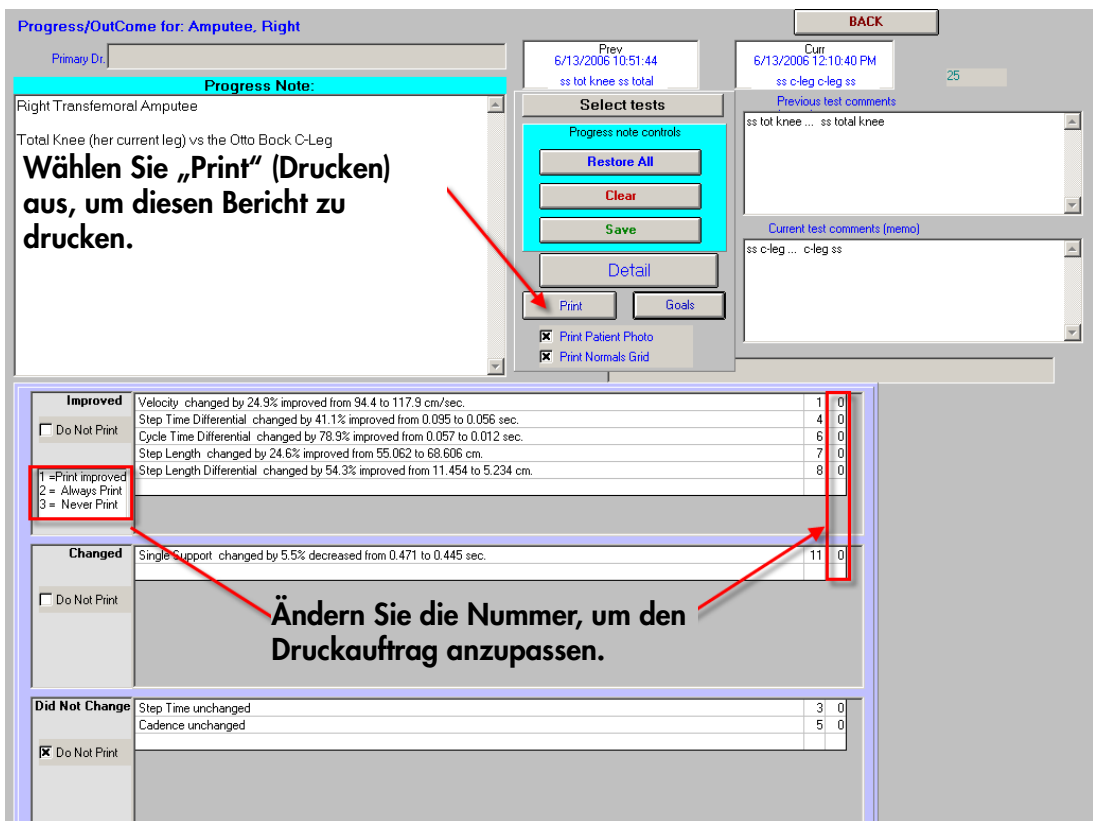 Progress/OutCome for: Amputee, Right
BACK
Primary Dr.
Prev
6/13/2006 10:51:44
ss tot knee ss total
Curr
6/13/2006 12:10:40 PM
ss c-leg c-leg ss
25
Progress Note:
Right Transfemoral Amputee
Total Knee (her current leg) vs the Otto Bock C-Leg
Wählen Sie „Print“ (Drucken)
aus, um diesen Bericht zu
drucken.
Select tests
Progress note controls
Restore All
Clear
Save
Detail
Print
Goals
Print Patient Photo
Print Normals Grid
Previous test comments
ss tot knee ... ss total knee
Current test comments (memo)
ss c-leg ... c-leg ss
Improved
Do Not Print
1 =Print improved
2 = Always Print
3 = Never Print
Velocity changed by 24.9% improved from 94.4 to 117.9 cm/sec. 1 0
Step Time Differential changed by 41.1% improved from 0.095 to 0.056 sec. 4 0
Cycle Time Differential changed by 78.9% improved from 0.057 to 0.012 sec. 6 0
Step Length changed by 24.6% improved from 55.062 to 68.606 cm. 7 0
Step Length Differential changed by 54.3% improved from 11.454 to 5.234 cm. 8 0
Changed
Do Not Print
Single Support changed by 5.5% decreased from 0.471 to 0.445 sec. 11 0
Ändern Sie die Nummer, um den
Druckauftrag anzupassen.
Did Not Change
Do Not Print
Step Time unchanged 3 0
Cadence unchanged 5 0